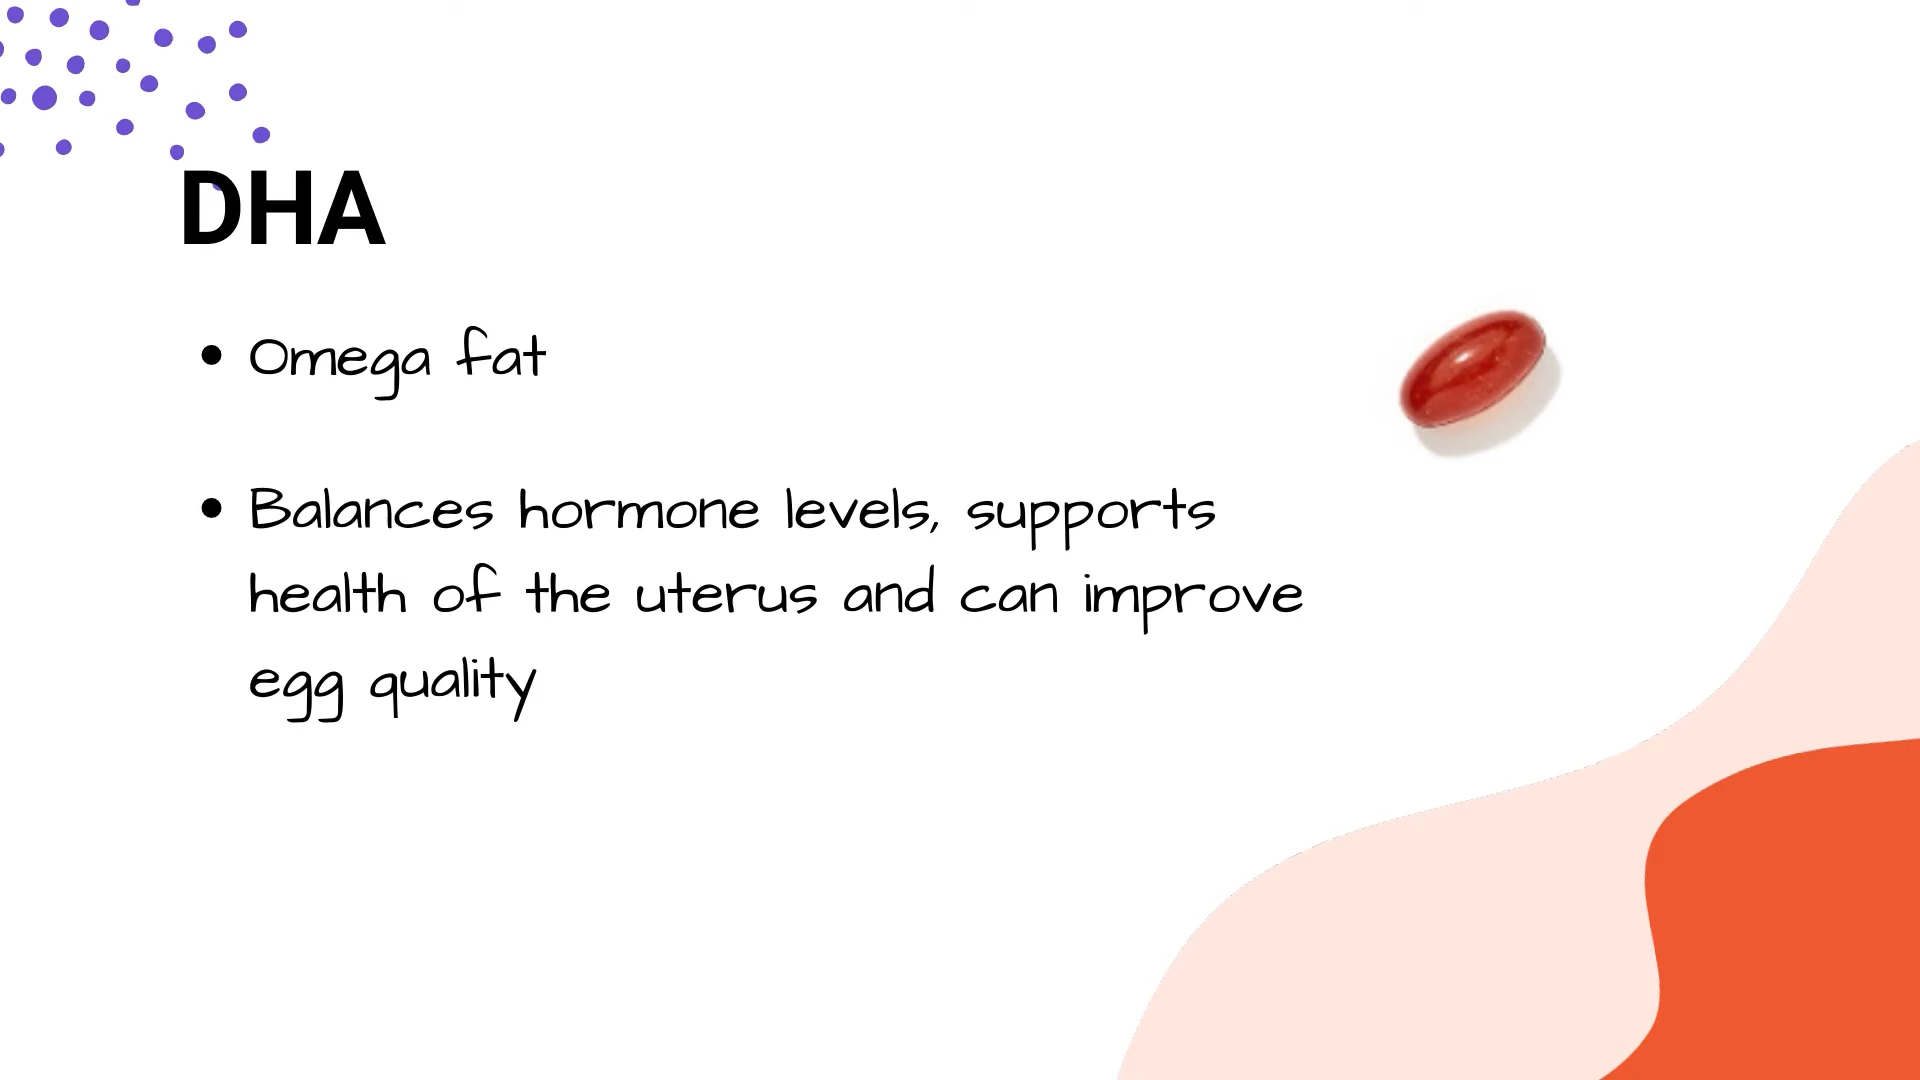 DHA
• Omega fat
• Balances hormone levels, supports
health of the uterus and can improve
egg quality